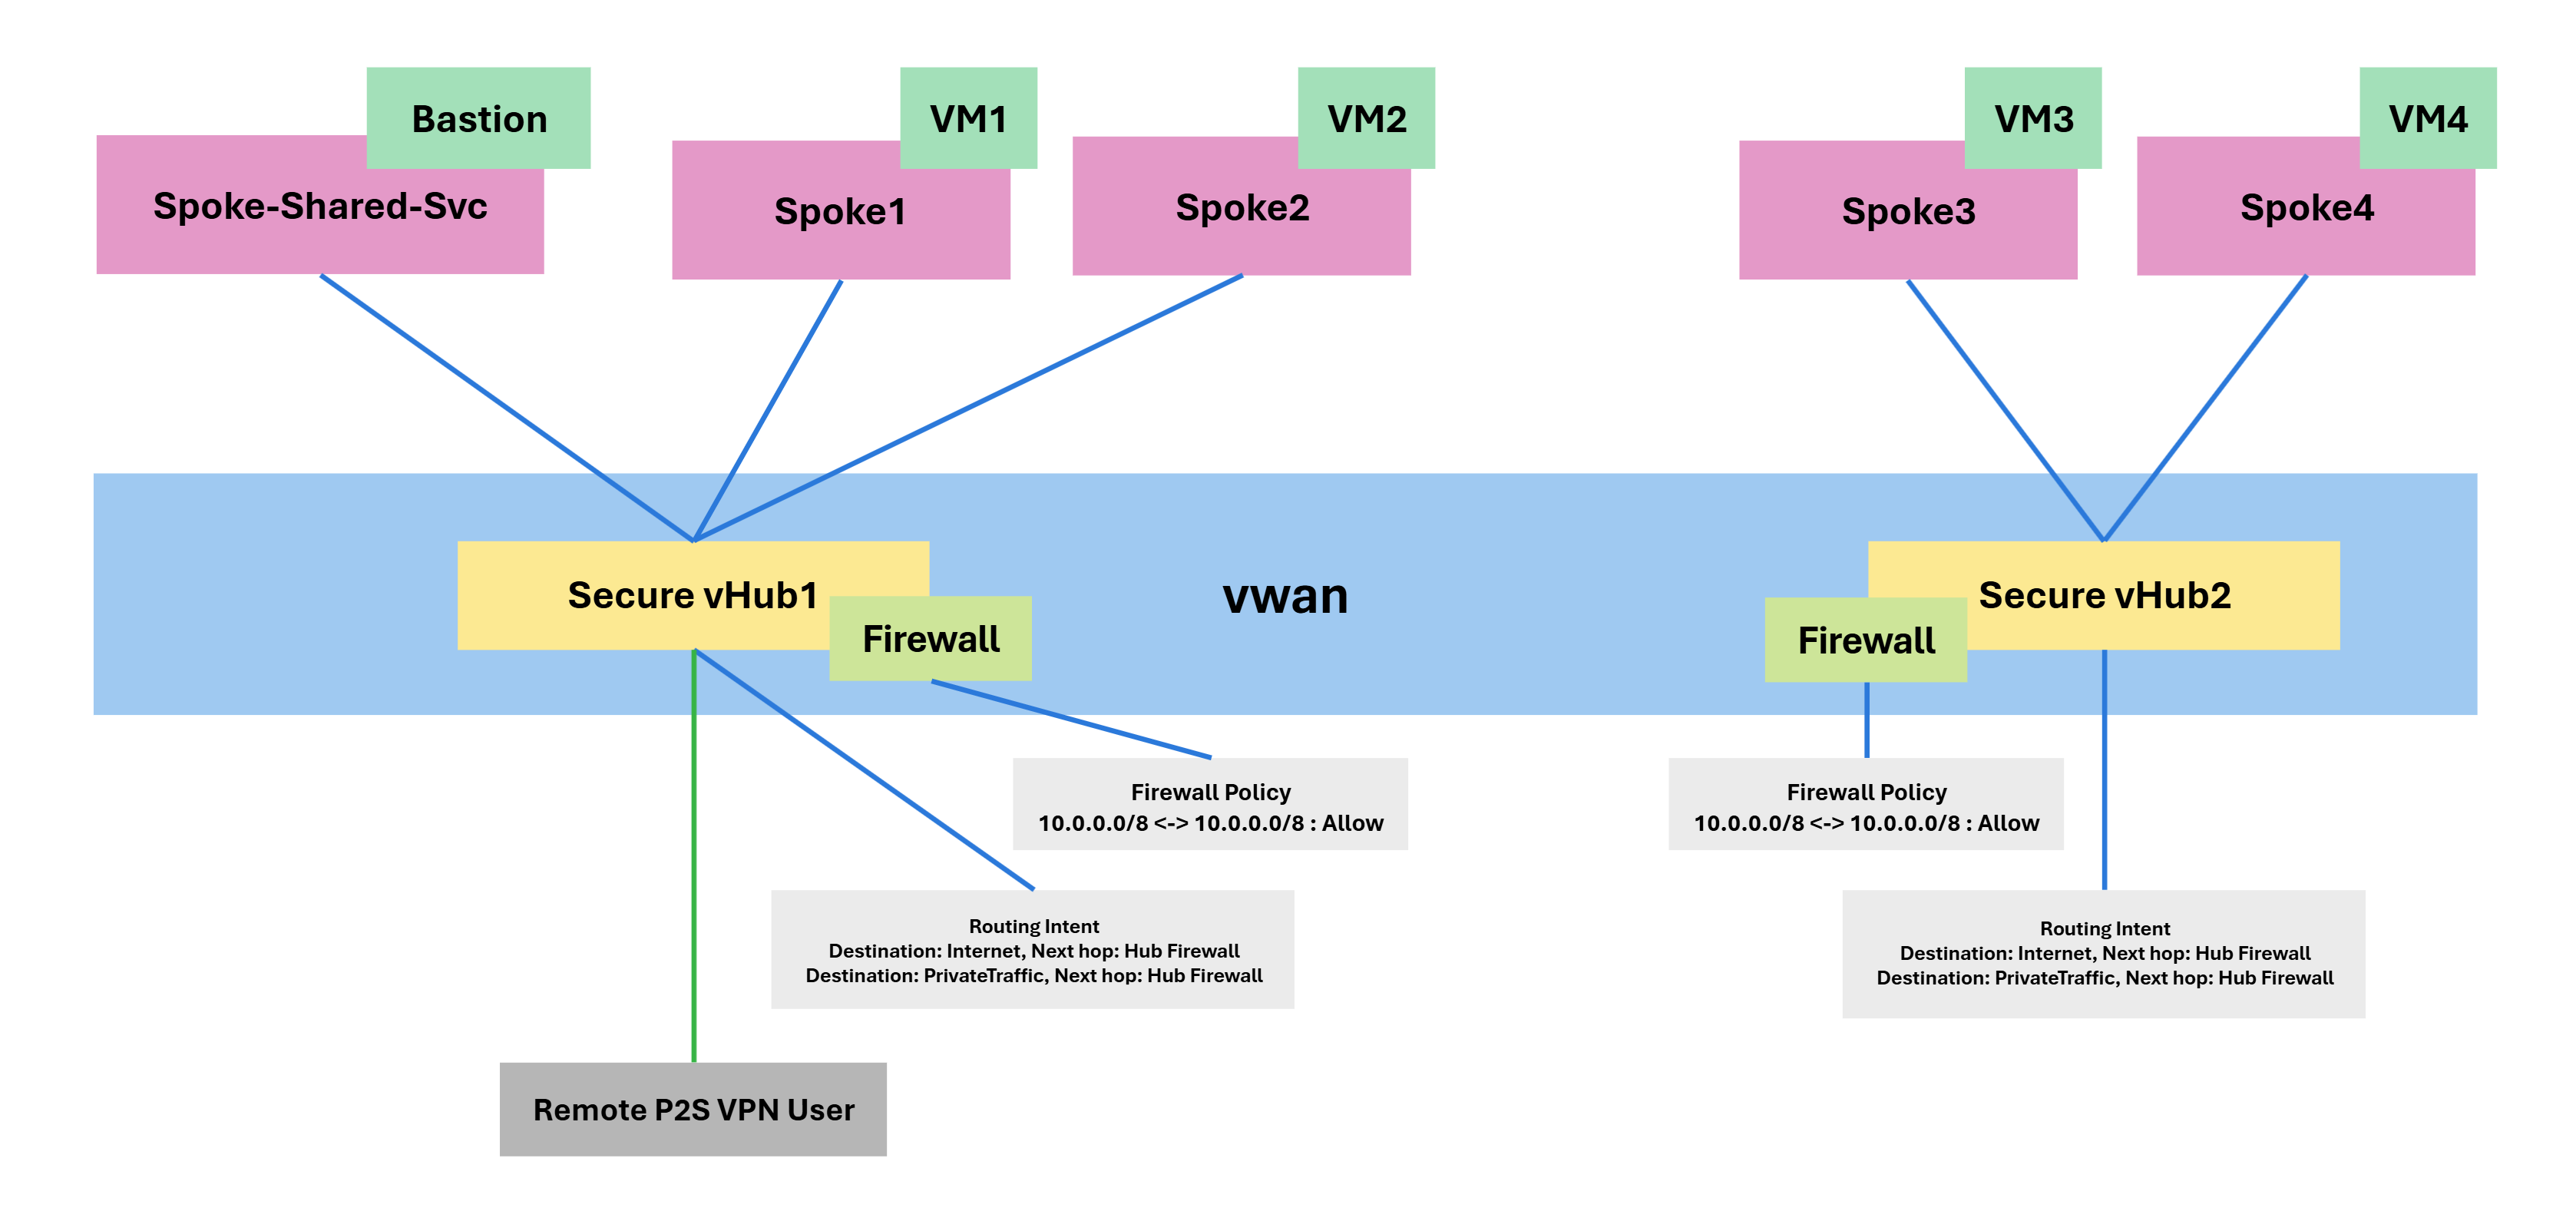 Bastion
VM1
VM2
VM3
VM4
Spoke-Shared-Svc
Spoke1
Spoke2
Spoke3
Spoke4
Secure vHub1
Firewall
vwan
Firewall
Secure vHub2
Firewall Policy
10.0.0.0/8 <-> 10.0.0.0/8 : Allow
Firewall Policy
10.0.0.0/8 <-> 10.0.0.0/8 : Allow
Routing Intent
Destination: Internet, Next hop: Hub Firewall
Destination: PrivateTraffic, Next hop: Hub Firewall
Routing Intent
Destination: Internet, Next hop: Hub Firewall
Destination: PrivateTraffic, Next hop: Hub Firewall
Remote P2S VPN User